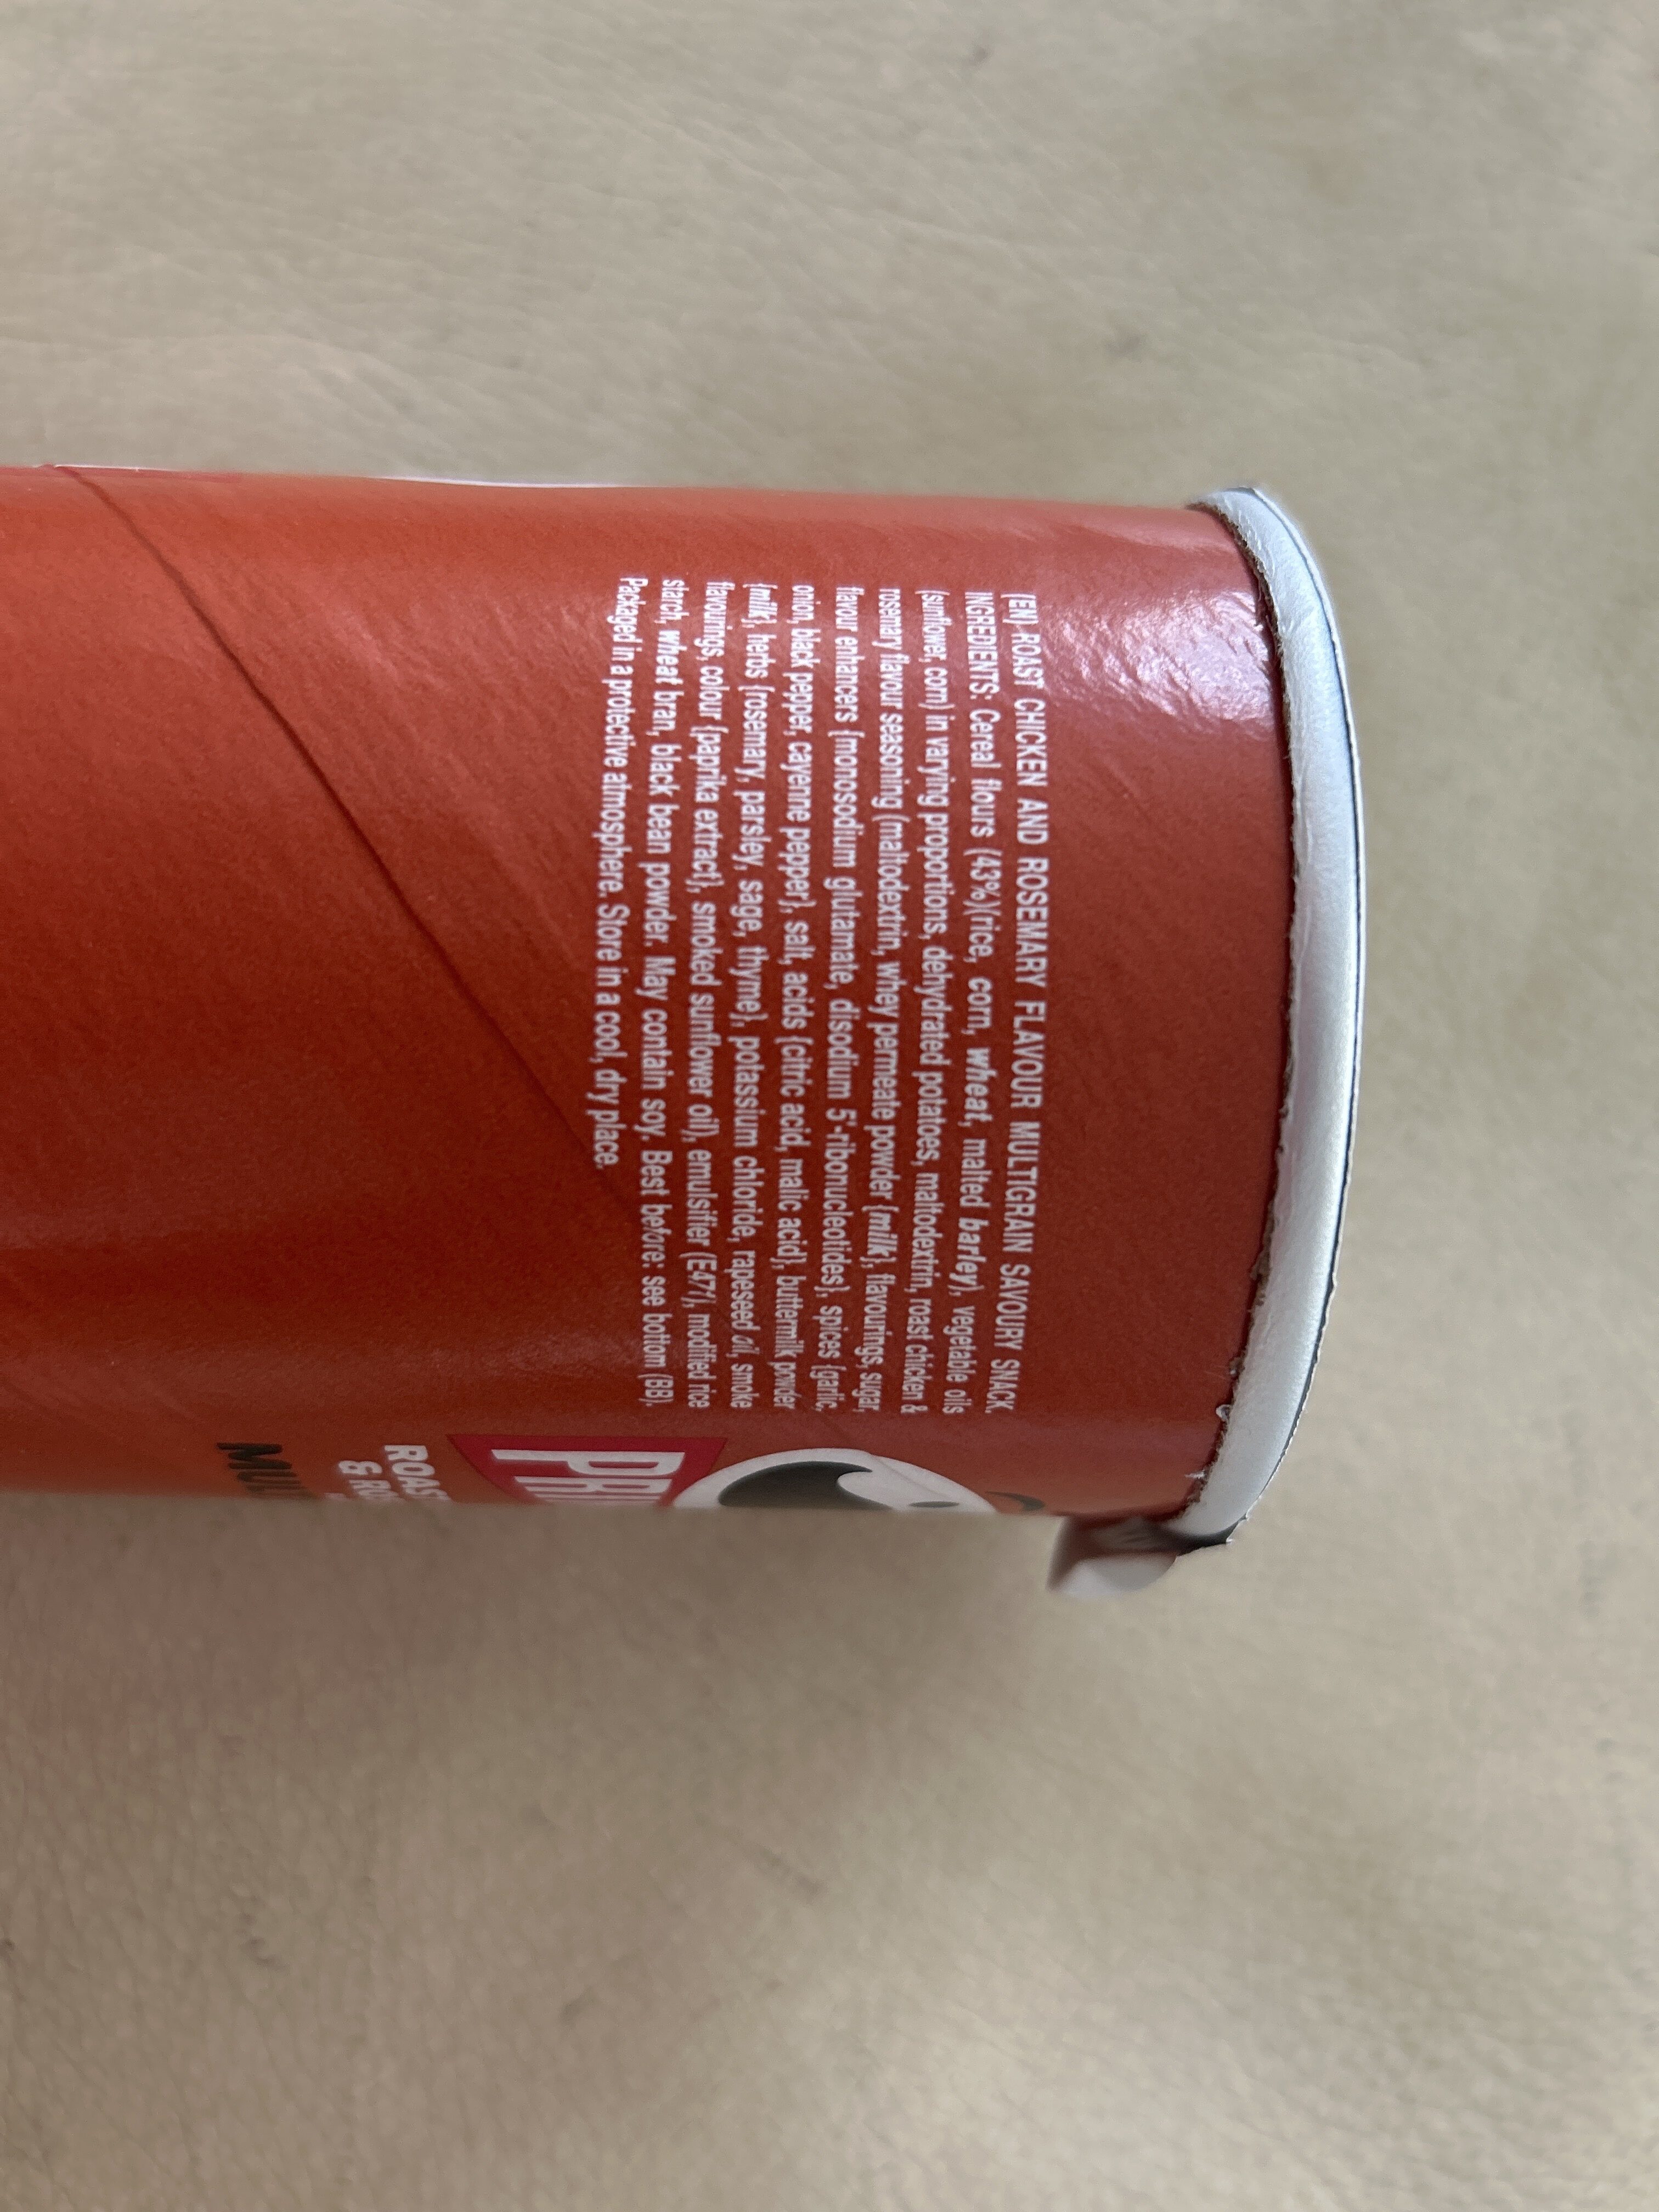 (EN) ROAST CHICKEN AND ROSEMARY FLAVOUR MULTIGRAIN SAVOURY SNACK.
INGREDIENTS: Cereal flours (43%)(rice, corn, wheat, malted barley), vegetable oils
(sunflower, corn) in varying proportions, dehydrated potatoes, maltodextrin, roast chicken &
rosemary flavour seasoning (maltodextrin, whey permeate powder {milk}, flavourings, sugar,
flavour enhancers {monosodium glutamate, disodium 5'-ribonucleotides}, spices {garlic,
onion, black pepper, cayenne pepper}, salt, acids {citric acid, malic acid}, buttermilk powder
{milk}, herbs {rosemary, parsley, sage, thyme}, potassium chloride, rapeseed oil, smoke
flavourings, colour {paprika extract}, smoked sunflower oil), emulsifier (E471), modified rice
starch, wheat bran, black bean powder. May contain soy. Best before: see bottom (BB).
Packaged in a protective atmosphere. Store in a cool, dry place.
PRI
ROAS
& RO
MULT